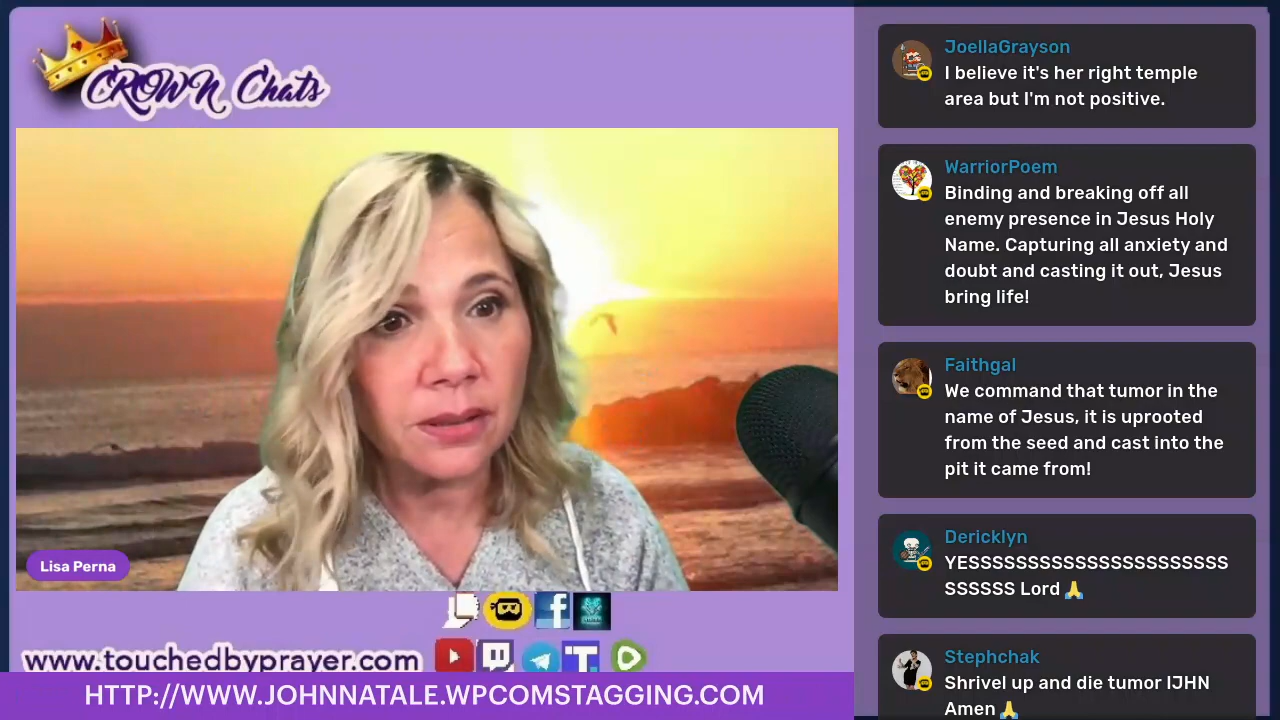 CROWN Chats
Lisa Perna
www.touchedbyprayer.com
HTTP://WWW.JOHNNATALE.WPCOMSTAGGING.COM
JoellaGrayson
I believe it's her right temple
area but I'm not positive.
WarriorPoem
Binding and breaking off all
enemy presence in Jesus Holy
Name. Capturing all anxiety and
doubt and casting it out, Jesus
bring life!
Faithgal
We command that tumor in the
name of Jesus, it is uprooted
from the seed and cast into the
pit it came from!
Dericklyn
YESSSSSSSSSSSSSSSSSSSSSS
SSSSSS Lord 🙏
Stephchak
Shrivel up and die tumor IJHN
Amen 🙏